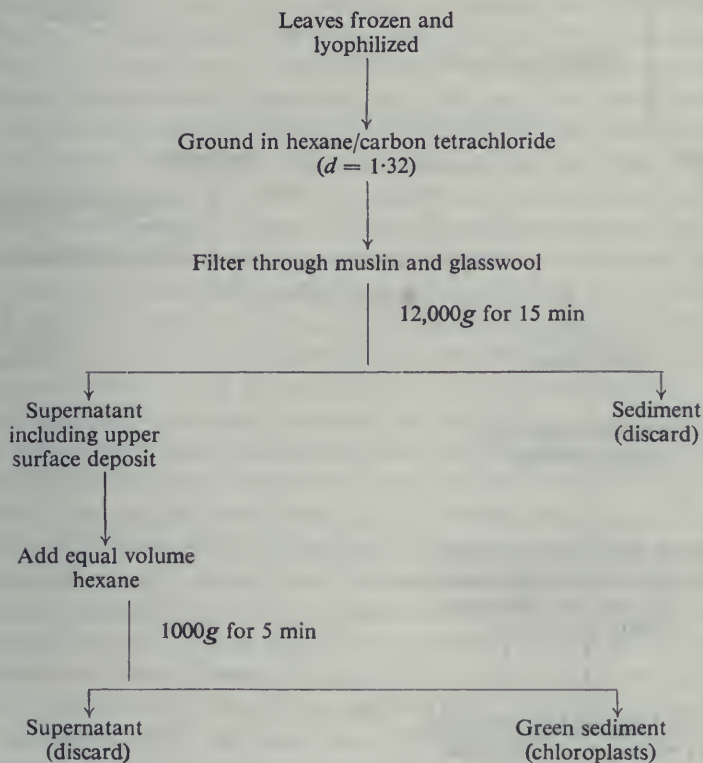 Leaves frozen and
lyophilized
Ground in hexane/carbon tetrachloride
(d = 1·32)
Filter through muslin and glasswool
12,000g for 15 min
Supernatant
including upper
surface deposit
Sediment
(discard)
Add equal volume
hexane
1000g for 5 min
Supernatant
(discard)
Green sediment
(chloroplasts)